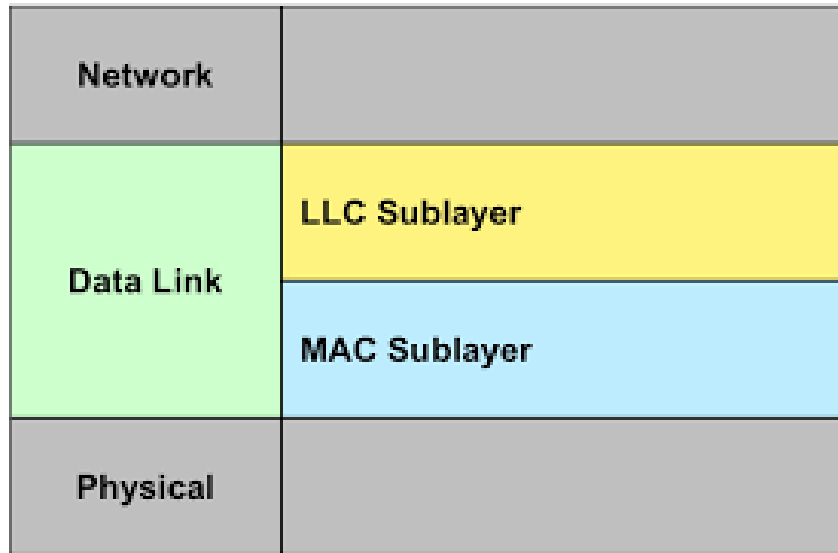 Network
LLC Sublayer
Data Link
MAC Sublayer
Physical